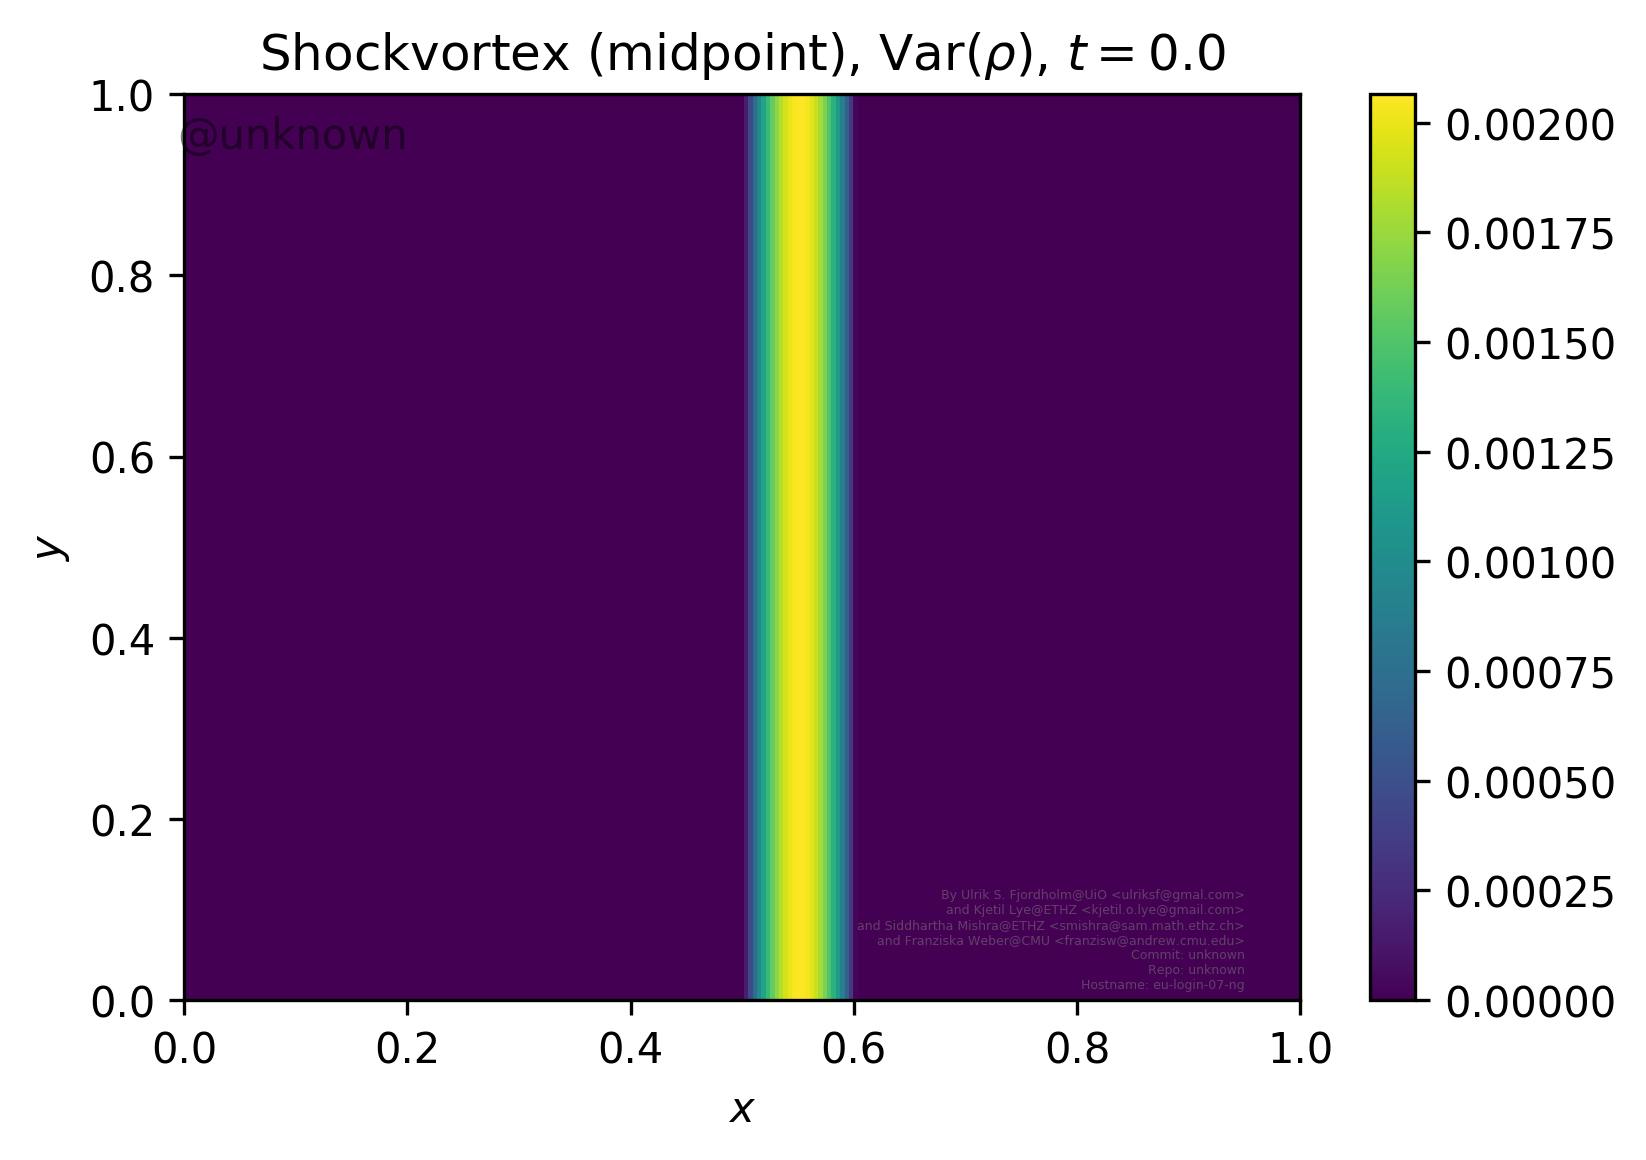 Shockvortex (midpoint), Var(ρ), t = 0.0
@unknown
1.0
0.8
0.6
0.4
0.2
0.0
y
0.0 0.2 0.4 0.6 0.8 1.0
x
0.00200
0.00175
0.00150
0.00125
0.00100
0.00075
0.00050
0.00025
0.00000
By Ulrik S. Fjordholm@UiO <ulriksf@gmal.com>
and Kjetil Lye@ETHZ <kjetil.o.lye@gmail.com>
and Siddhartha Mishra@ETHZ <smishra@sam.math.ethz.ch>
and Franziska Weber@CMU <franzisw@andrew.cmu.edu>
Commit: unknown
Repo: unknown
Hostname: eu-login-07-ng